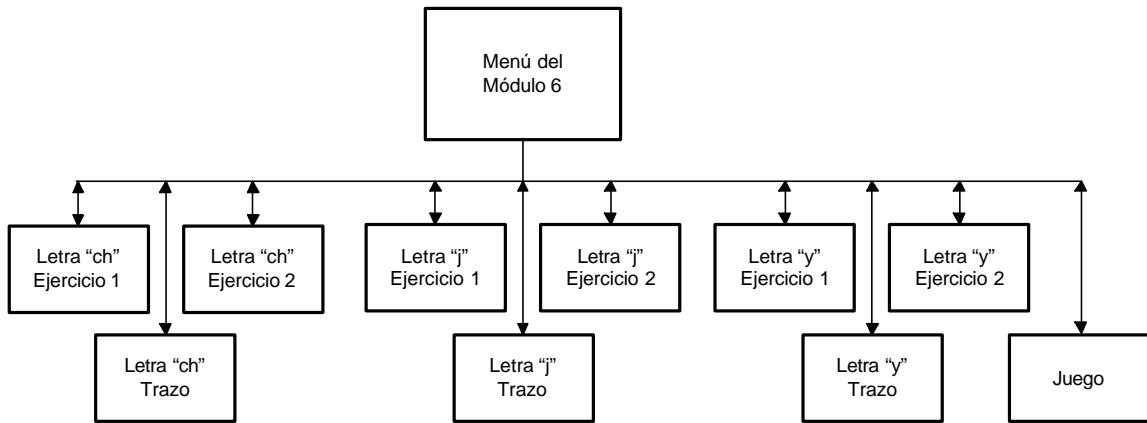 Menú del
Módulo 6
Letra “ch”
Ejercicio 1
Letra “ch”
Ejercicio 2
Letra “j”
Ejercicio 1
Letra “j”
Ejercicio 2
Letra “y”
Ejercicio 1
Letra “y”
Ejercicio 2
Letra “ch”
Trazo
Letra “j”
Trazo
Letra “y”
Trazo
Juego